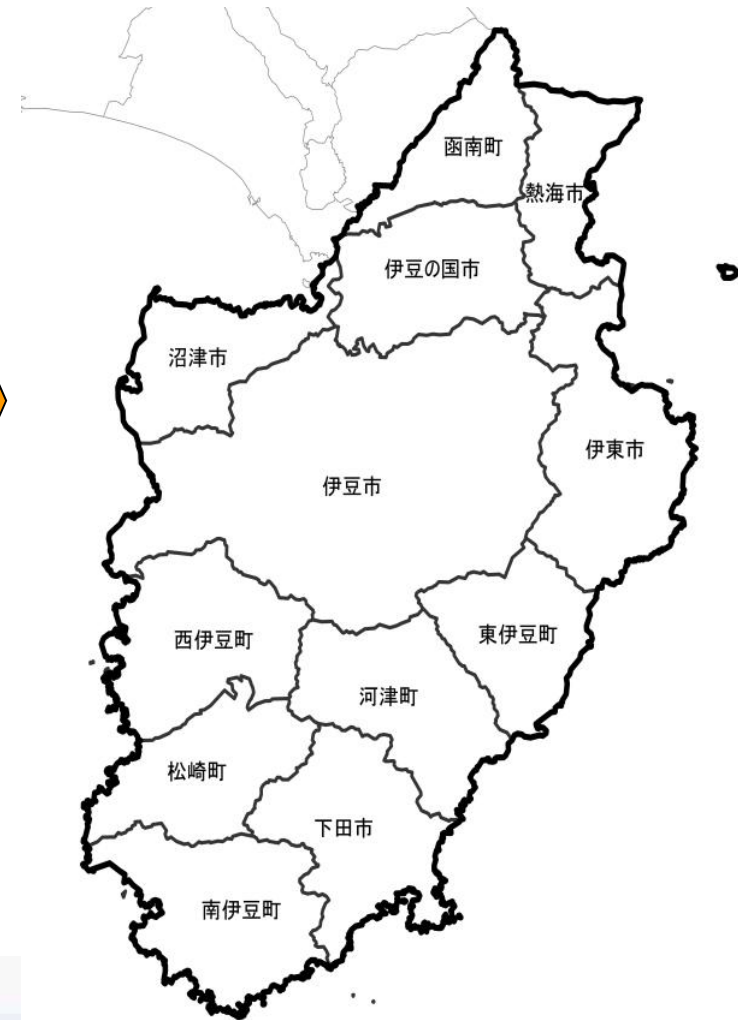 函南町
熱海市
伊豆の国市
沼津市
伊東市
伊豆市
東伊豆町
西伊豆町
河津町
松崎町
下田市
南伊豆町